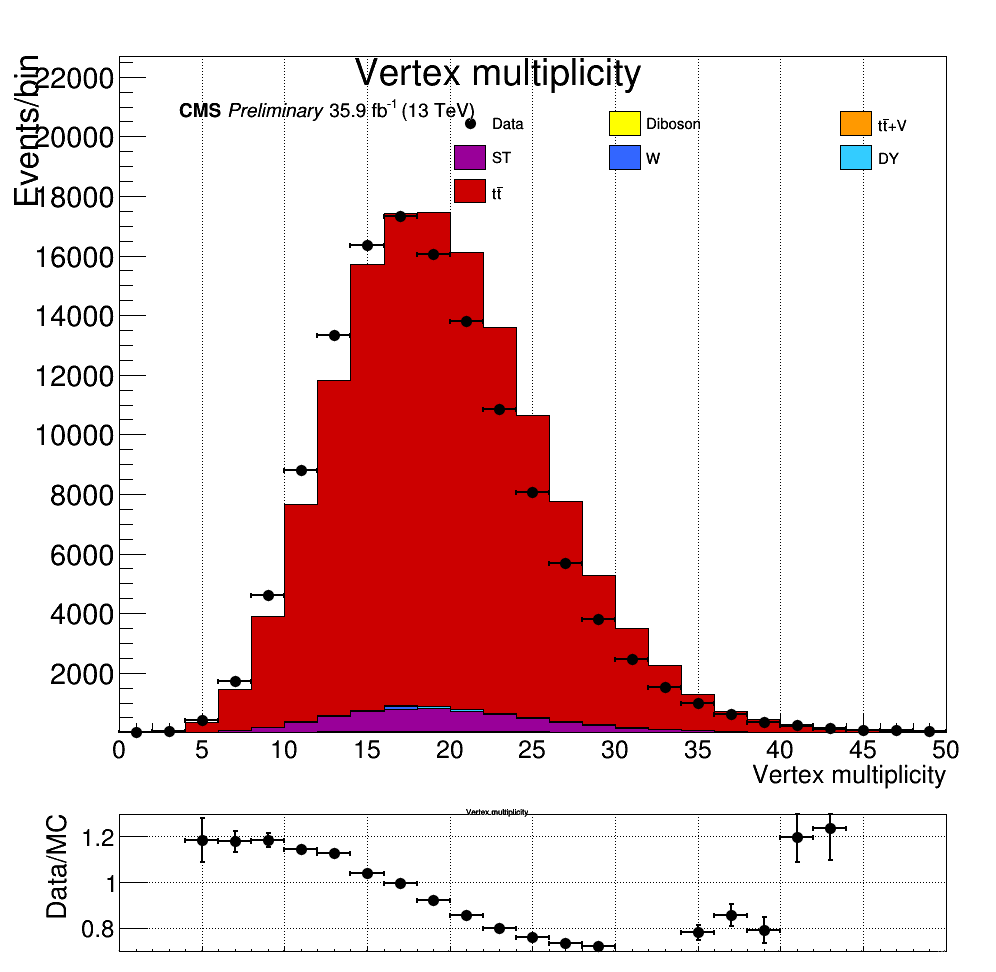 Vertex multiplicity
CMS Preliminary 35.9 fb-1 (13 TeV)
Data
Diboson
tt̅+V
ST
W
DY
tt̅
Events/bin
22000
20000
18000
16000
14000
12000
10000
8000
6000
4000
2000
0 5 10 15 20 25 30 35 40 45 50
Vertex multiplicity
Vertex multiplicity
Data/MC
1.2
1
0.8